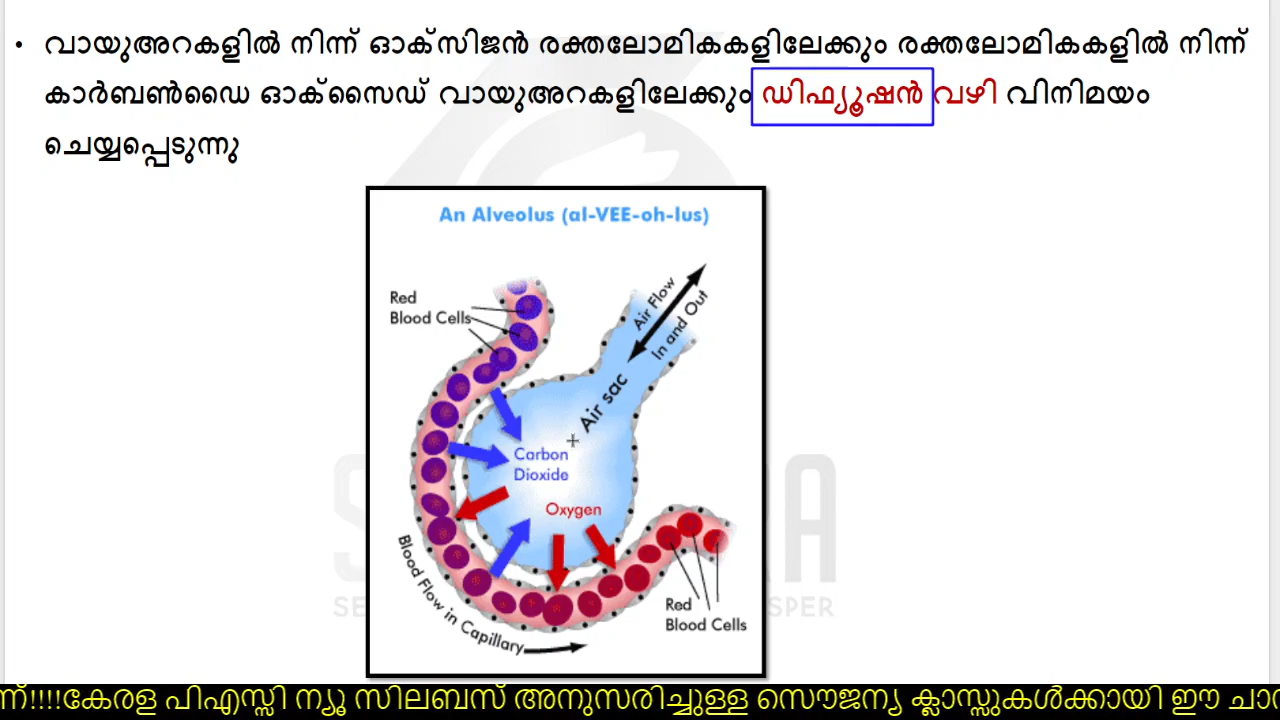 • വായുഅറകളിൽ നിന്ന് ഓക്സിജൻ രക്തലോമികകളിലേക്കും രക്തലോമികകളിൽ നിന്ന്
കാർബൺഡൈ ഓക്സൈഡ് വായുഅറകളിലേക്കും ഡിഫ്യൂഷൻ വഴി വിനിമയം
ചെയ്യപ്പെടുന്നു
An Alveolus (al-VEE-oh-lus)
Red
Blood Cells
Air Flow
In and Out
Air sac
Carbon
Dioxide
Oxygen
Blood Flow in Capillary
Red
Blood Cells
ന്!!!!കേരള പിഎസ്സി ന്യൂ സിലബസ് അനുസരിച്ചുള്ള സൌജന്യ ക്ലാസ്സുകൾക്കായി ഈ